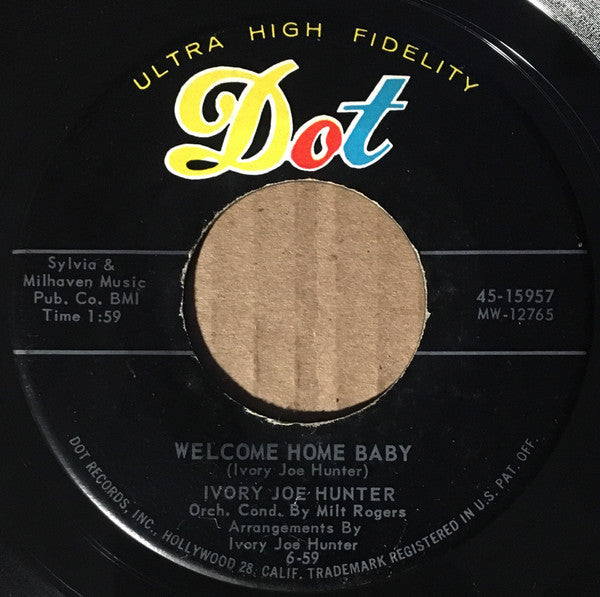 ULTRA HIGH FIDELITY
Dot
Sylvia &
Milhaven Music
Pub. Co. BMI
Time 1:59
45-15957
MW-12765
WELCOME HOME BABY
(Ivory Joe Hunter)
IVORY JOE HUNTER
Orch. Cond. By Milt Rogers
Arrangements By
Ivory Joe Hunter
6-59
DOT RECORDS, INC., HOLLYWOOD 28, CALIF. TRADEMARK REGISTERED IN U.S. PAT. OFF.